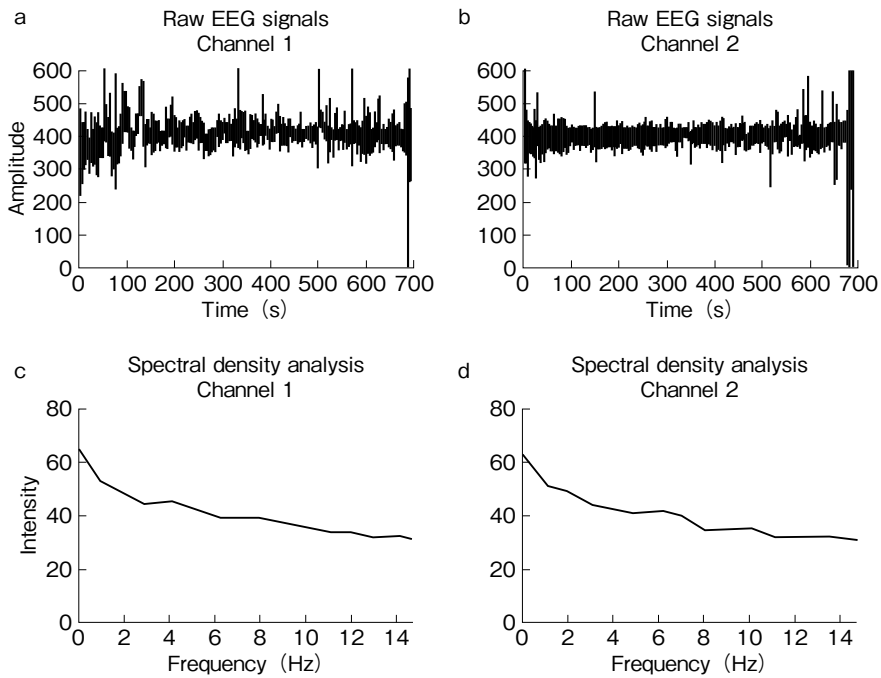 a
Raw EEG signals
Channel 1
600
500
400
300
200
100
0
Amplitude
0 100 200 300 400 500 600 700
Time (s)
b
Raw EEG signals
Channel 2
600
500
400
300
200
100
0
0 100 200 300 400 500 600 700
Time (s)
c
Spectral density analysis
Channel 1
80
60
40
20
0
Intensity
0 2 4 6 8 10 12 14
Frequency (Hz)
d
Spectral density analysis
Channel 2
80
60
40
20
0
0 2 4 6 8 10 12 14
Frequency (Hz)